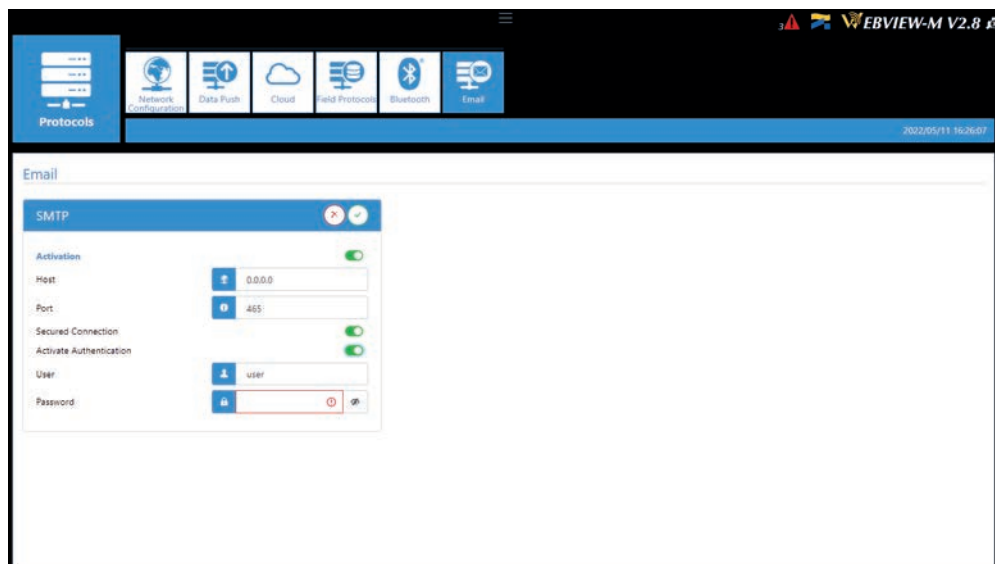 3
WEBVIEW-M V2.8
Protocols
Network Configuration
Data Push
Cloud
Field Protocols
Bluetooth
Email
2022/05/11 16:26:07
Email
SMTP
Activation
Host
0.0.0.0
Port
465
Secured Connection
Activate Authentication
User
user
Password